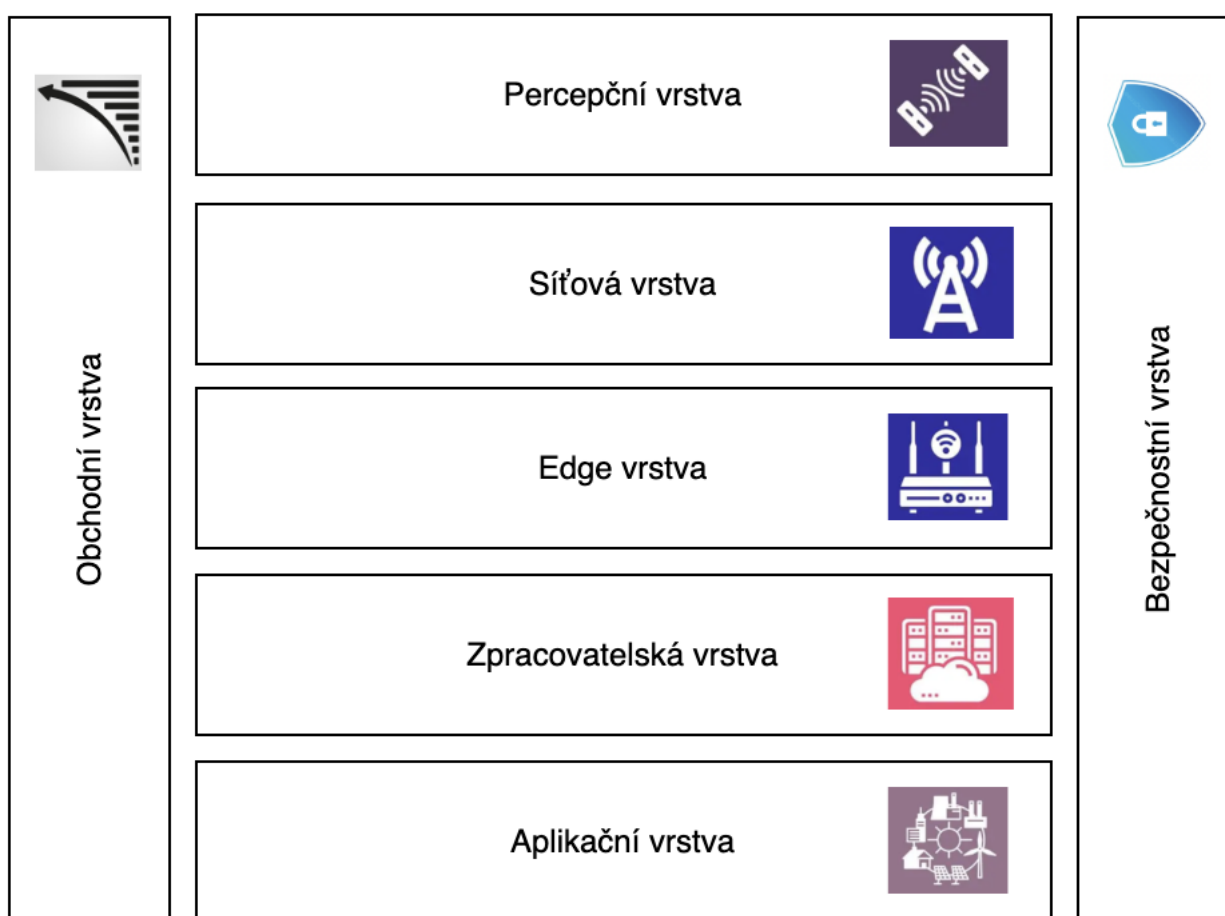 Obchodní vrstva
Percepční vrstva
Síťová vrstva
Edge vrstva
Zpracovatelská vrstva
Aplikační vrstva
Bezpečnostní vrstva